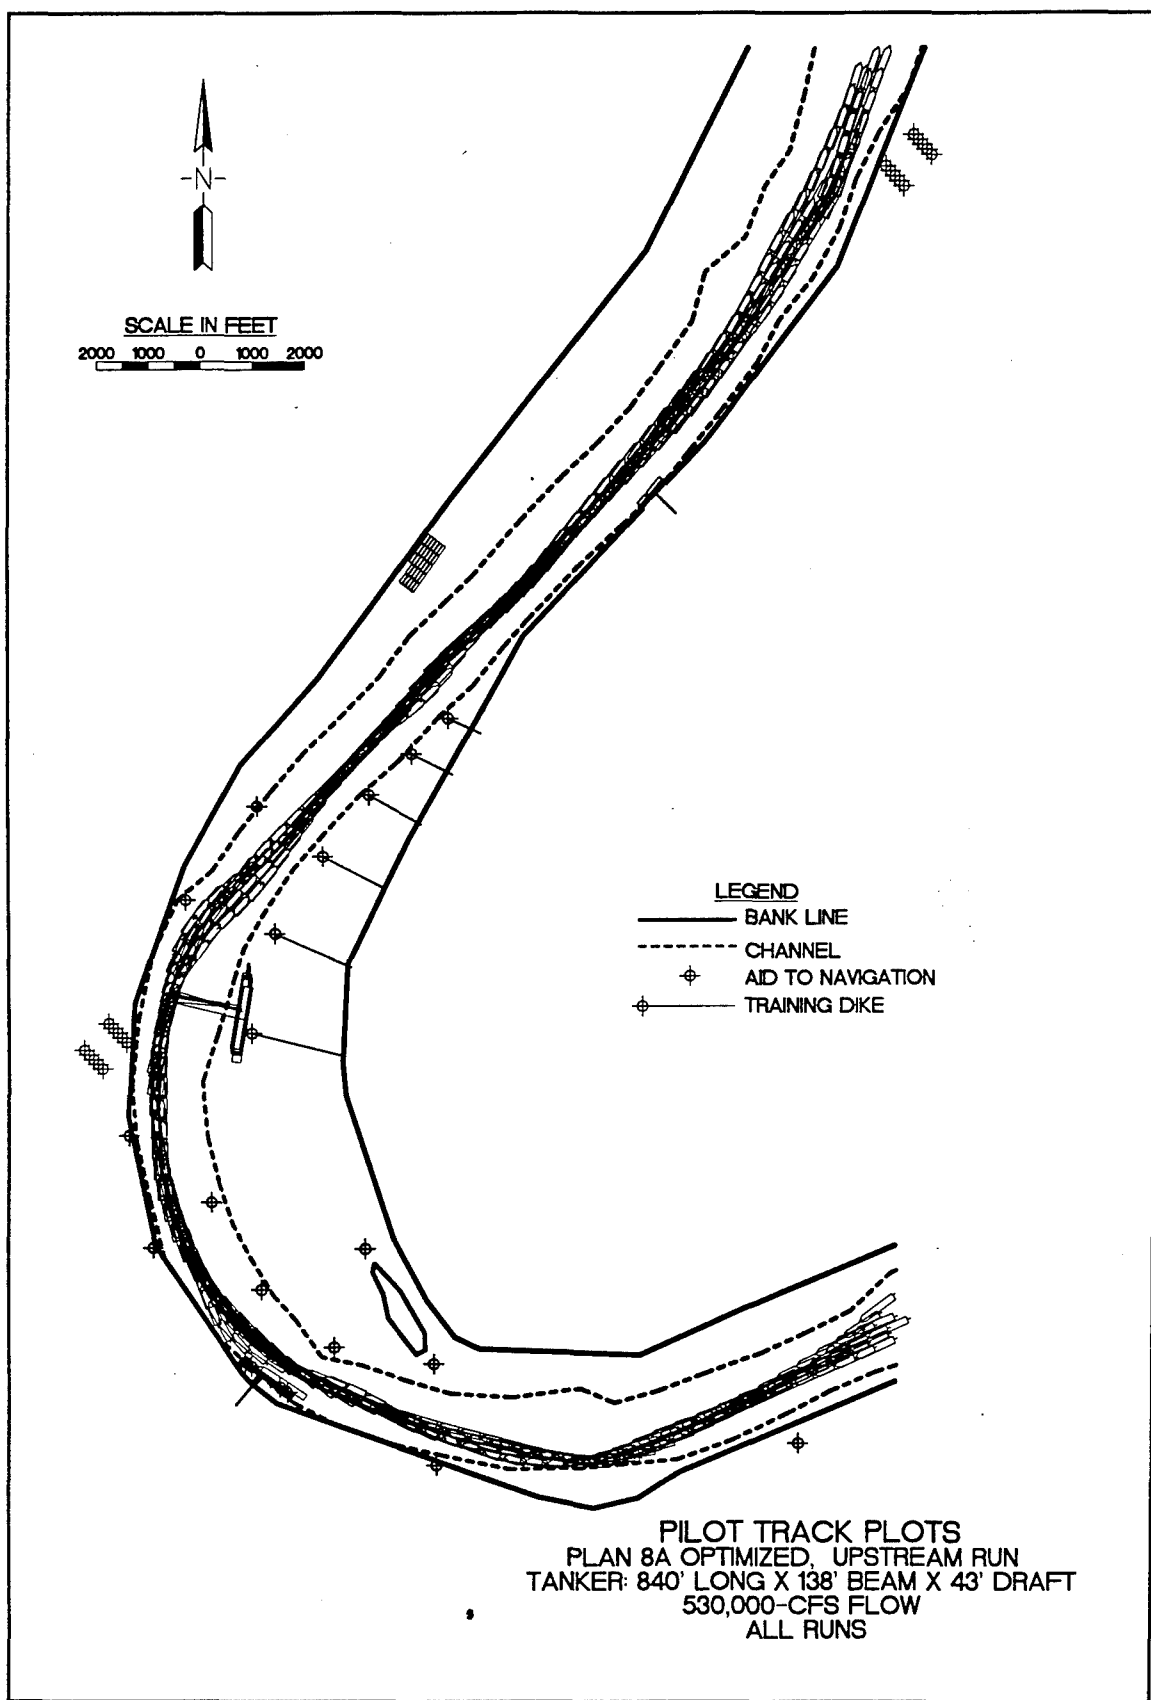 -N-
SCALE IN FEET
2000 1000 0 1000 2000
LEGEND
BANK LINE
CHANNEL
AID TO NAVIGATION
TRAINING DIKE
PILOT TRACK PLOTS
PLAN 8A OPTIMIZED, UPSTREAM RUN
TANKER: 840' LONG X 138' BEAM X 43' DRAFT
530,000-CFS FLOW
ALL RUNS